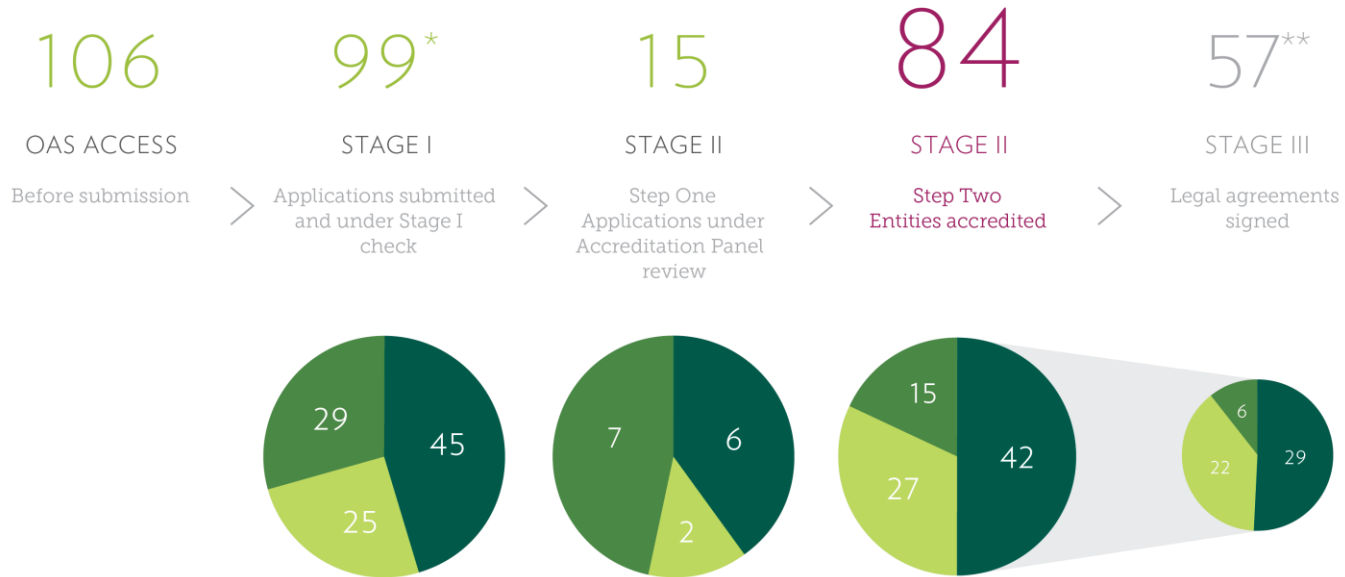 106
99*
15
84
57**
OAS ACCESS
STAGE I
STAGE II
STAGE II
STAGE III
Before submission
>
Applications submitted
and under Stage I
check
>
Step One
Applications under
Accreditation Panel
review
>
Step Two
Entities accredited
>
Legal agreements
signed
29
45
25
7
6
2
15
42
27
6
29
22